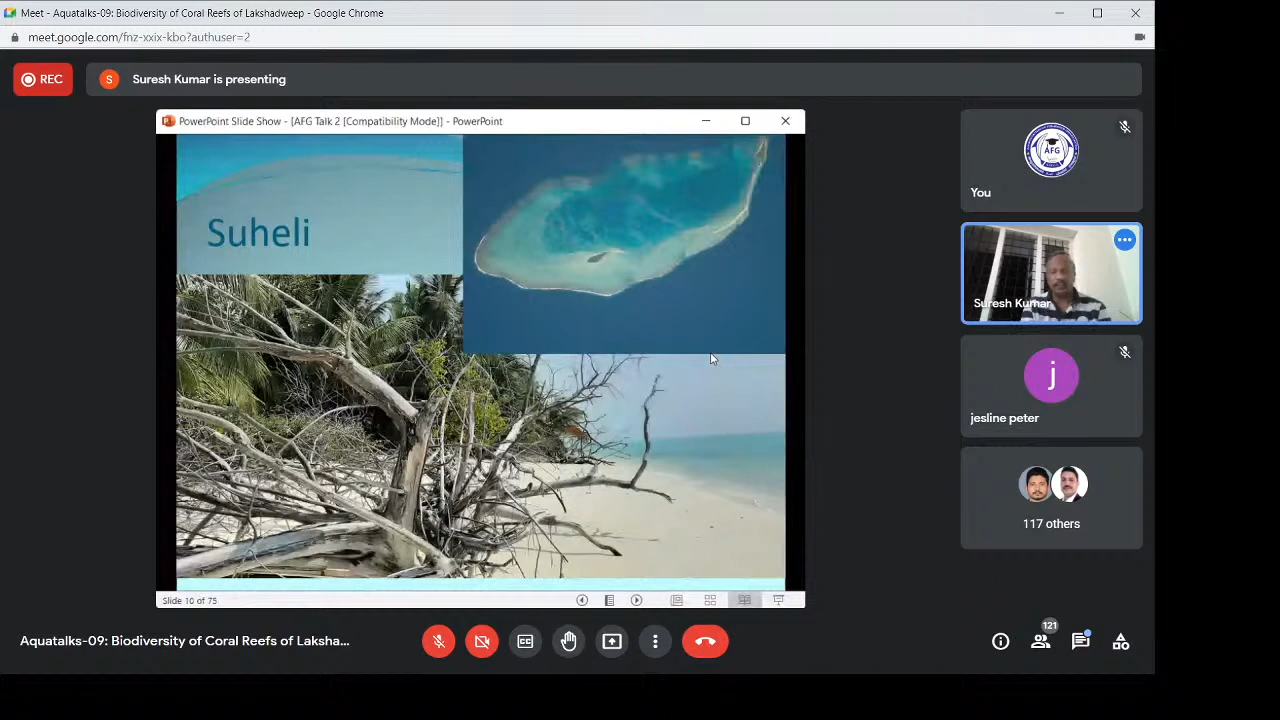 Meet - Aquatalks-09: Biodiversity of Coral Reefs of Lakshadweep - Google Chrome
meet.google.com/fnz-xxix-kbo?authuser=2
REC
S
Suresh Kumar is presenting
PowerPoint Slide Show - [AFG Talk 2 [Compatibility Mode]] - PowerPoint
Suheli
AFG
You
Suresh Kumar
j
jesline peter
117 others
Slide 10 of 75
Aquatalks-09: Biodiversity of Coral Reefs of Laksha...
CC
121